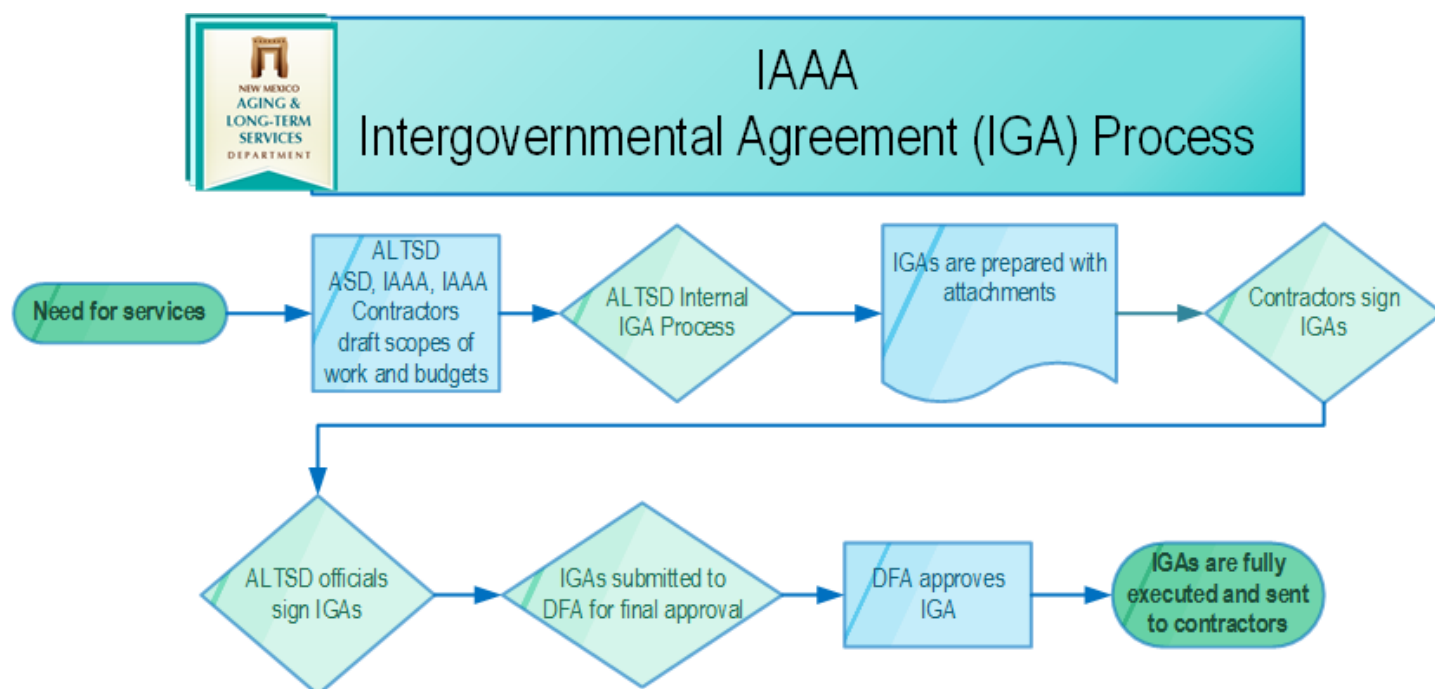 NEW MEXICO
AGING &
LONG-TERM
SERVICES
DEPARTMENT
IAAA
Intergovernmental Agreement (IGA) Process
Need for services
ALTSD
ASD, IAAA, IAAA
Contractors
draft scopes of
work and budgets
ALTSD Internal
IGA Process
IGAs are prepared with
attachments
Contractors sign
IGAs
ALTSD officials
sign IGAs
IGAs submitted to
DFA for final approval
DFA approves
IGA
IGAs are fully
executed and sent
to contractors